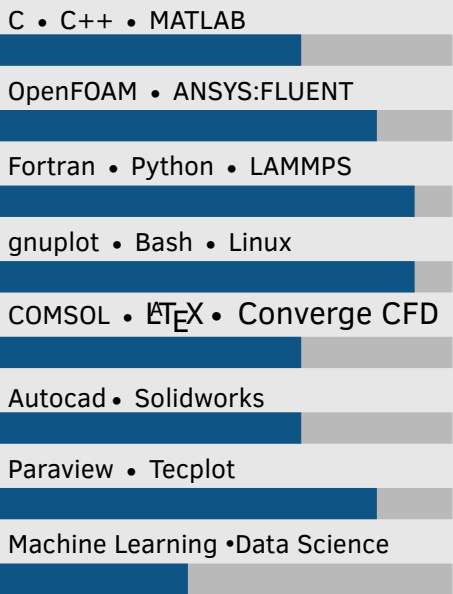 C • C++ • MATLAB
OpenFOAM • ANSYS:FLUENT
Fortran • Python • LAMMPS
gnuplot • Bash • Linux
COMSOL • LATEX • Converge CFD
Autocad • Solidworks
Paraview • Tecplot
Machine Learning •Data Science